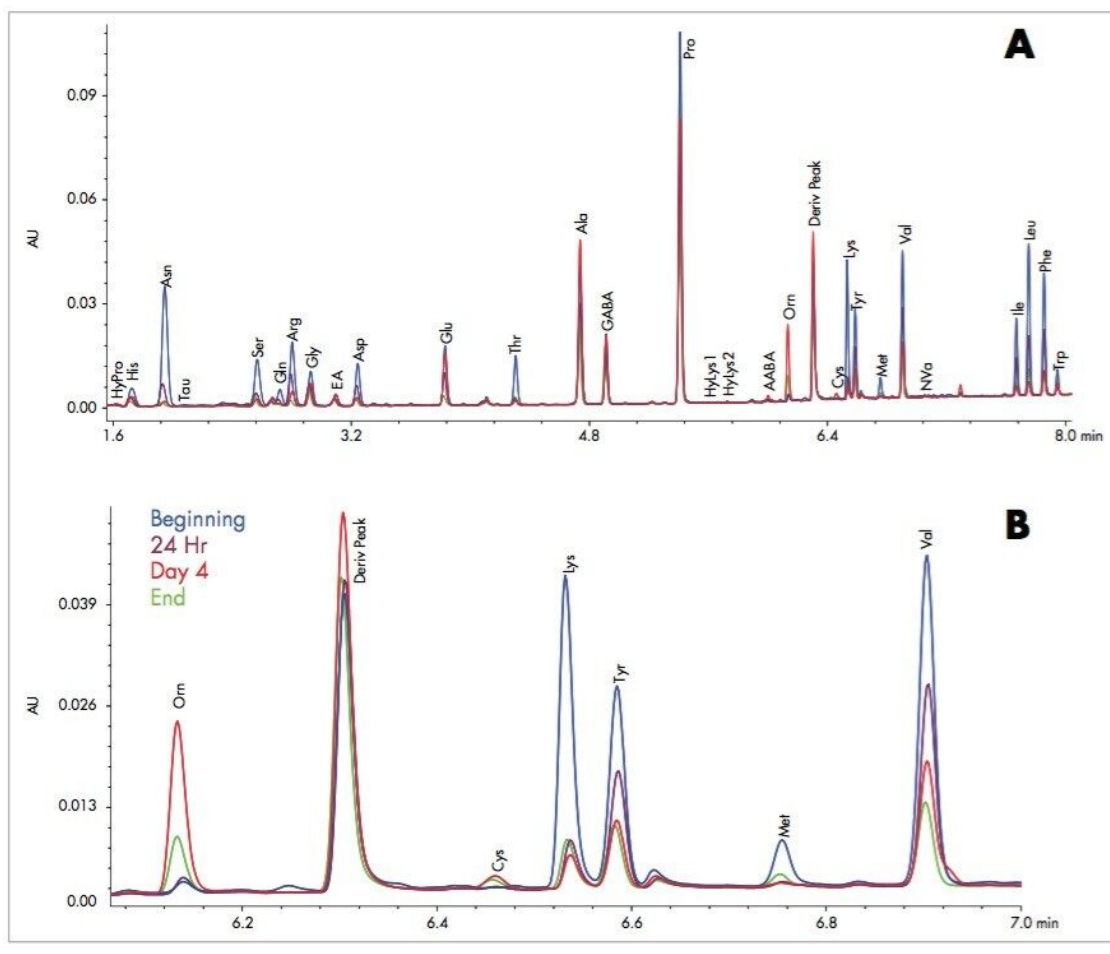 A
0.09
0.06
AU
0.03
0.00
HyPro
His
Asn
Tau
Ser
Gln
Arg
Gly
EA
Asp
Glu
Thr
Ala
GABA
Pro
HyLys1
HyLys2
AABA
Orn
Deriv Peak
Cys
Lys
Tyr
Met
Val
NVa
Ile
Leu
Phe
Trp
1.6 3.2 4.8 6.4 8.0 min
B
Beginning
24 Hr
Day 4
End
0.039
0.026
AU
0.013
0.00
Orn
Deriv Peak
Cys
Lys
Tyr
Met
Val
6.2 6.4 6.6 6.8 7.0 min